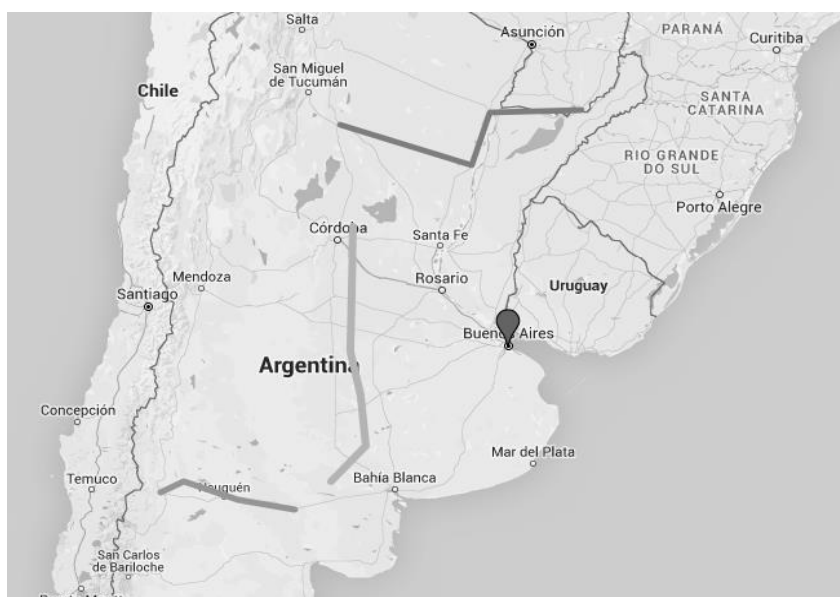 Salta
Asunción
PARANÁ
Curitiba
San Miguel
de Tucumán
Chile
SANTA
CATARINA
RIO GRANDE
DO SUL
Porto Alegre
Córdoba
Santa Fe
Mendoza
Rosario
Uruguay
Santiago
Buenos Aires
Argentina
Concepción
Mar del Plata
Temuco
Neuquén
Bahía Blanca
San Carlos
de Bariloche